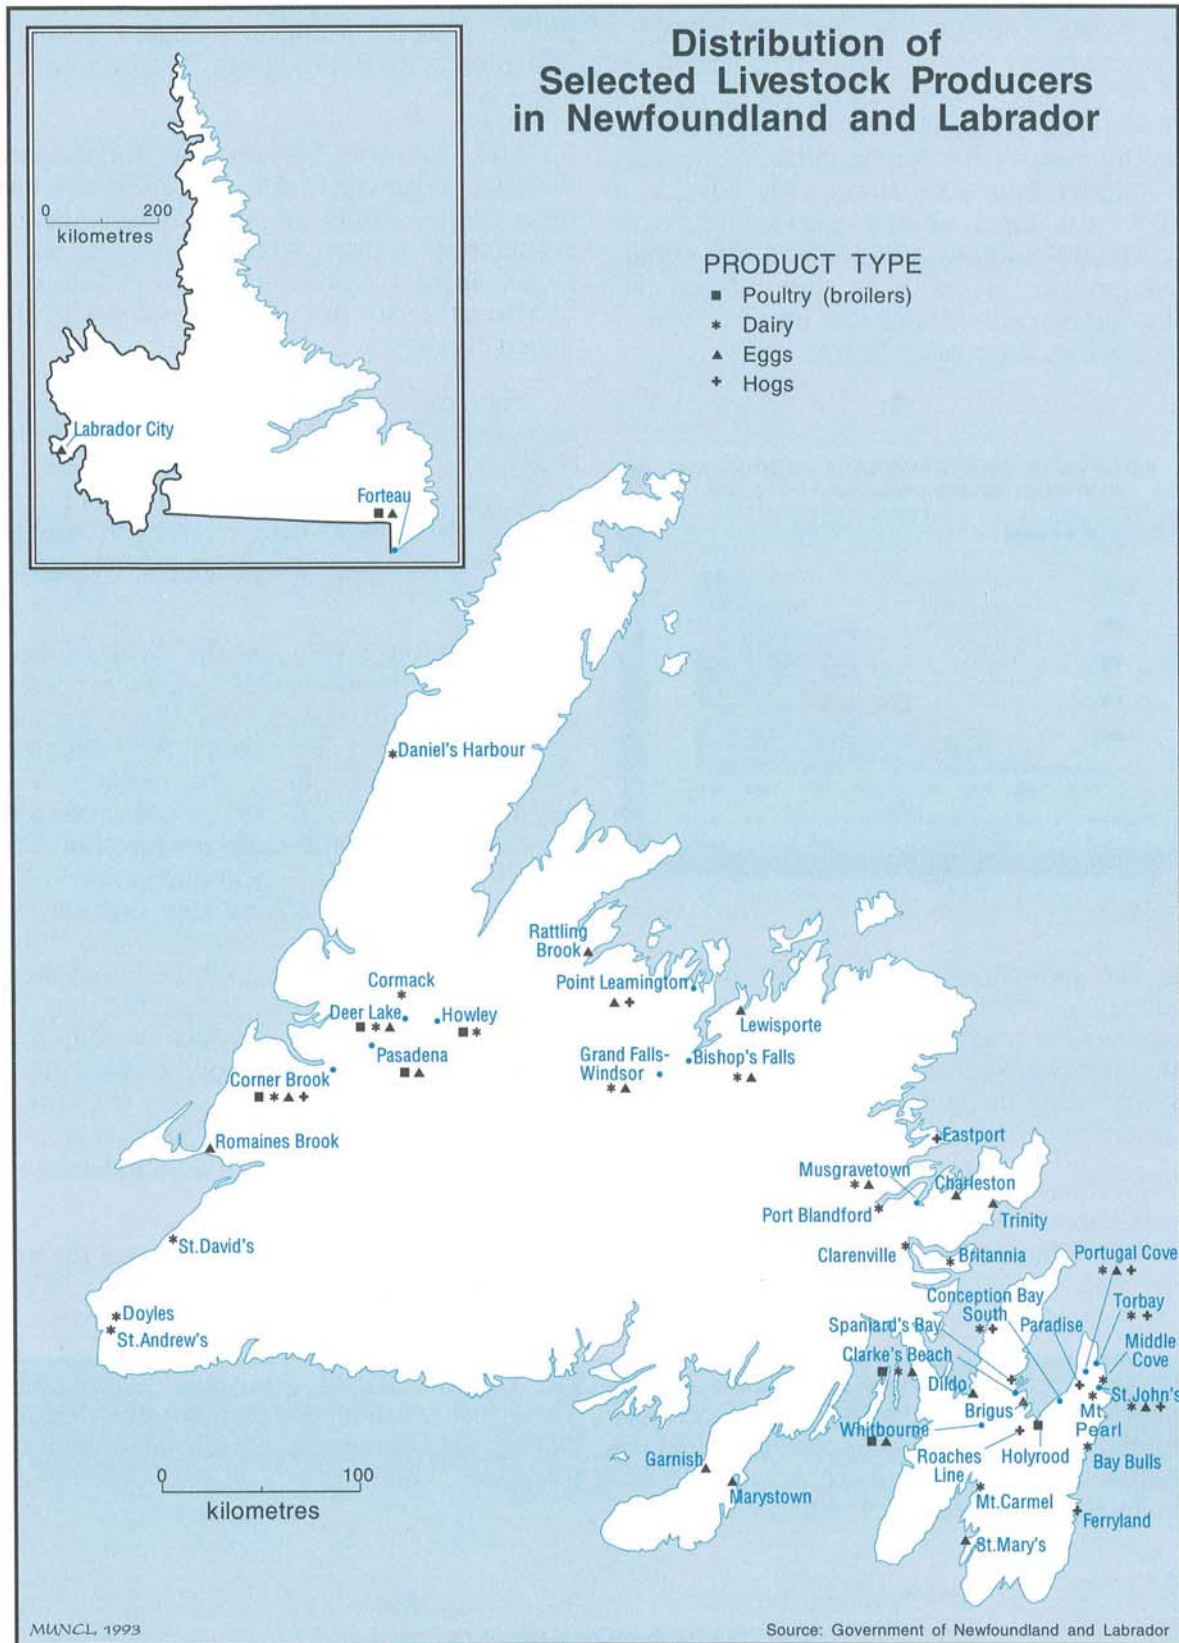 Distribution of
Selected Livestock Producers
in Newfoundland and Labrador
0 200
kilometres
Labrador City
Forteau
PRODUCT TYPE
Poultry (broilers)
Dairy
Eggs
Hogs
Daniel's Harbour
Rattling
Brook
Cormack
Point Leamington
Deer Lake
Howley
Lewisporte
Pasadena
Grand Falls-
Windsor
Bishop's Falls
Corner Brook
Romaines Brook
Eastport
Musgravetown
Charleston
Port Blandford
Trinity
St.David's
Clarenville
Britannia
Portugal Cove
Conception Bay
South
Torbay
Doyles
St.Andrew's
Spaniard's Bay
Paradise
Middle
Cove
Clarke's Beach
Dildo
St.John's
Brigus
Mt.
Pearl
Whitbourne
Roaches
Line
Holyrood
Bay Bulls
Garnish
Marystown
Mt.Carmel
Ferryland
St.Mary's
0 100
kilometres
MUNCL, 1993
Source: Government of Newfoundland and Labrador